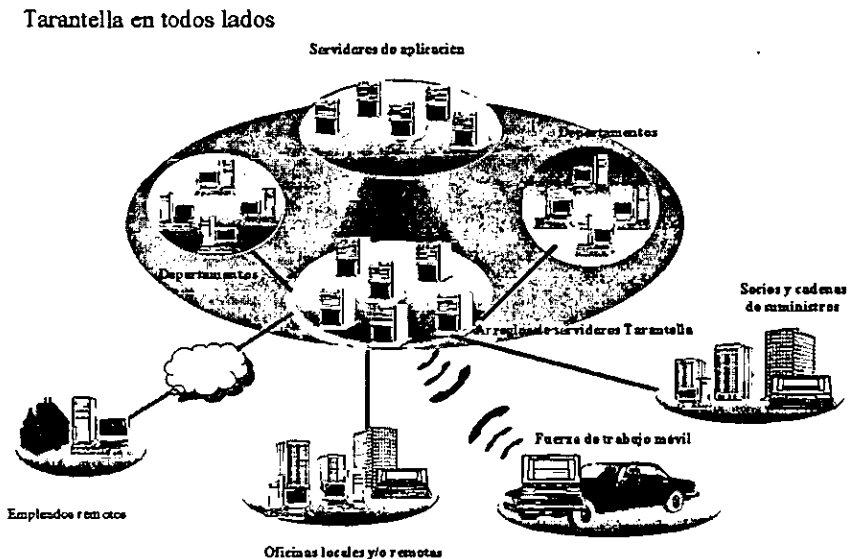 Tarantella en todos lados
Servidores de aplicación
Departamentos
Departamentos
Socios y cadenas
de suministros
Arreglo de servidores Tarantella
Fuerza de trabajo móvil
Empleados remotos
Oficinas locales y/o remotas